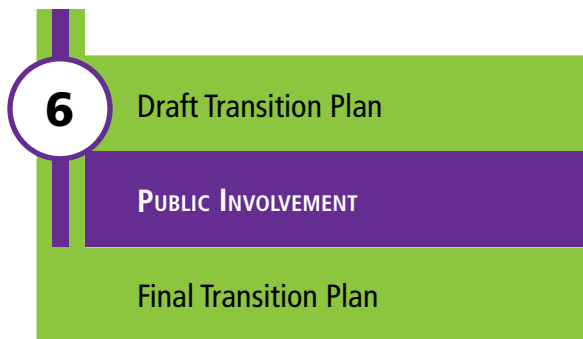 6
Draft Transition Plan
PUBLIC INVOLVEMENT
Final Transition Plan